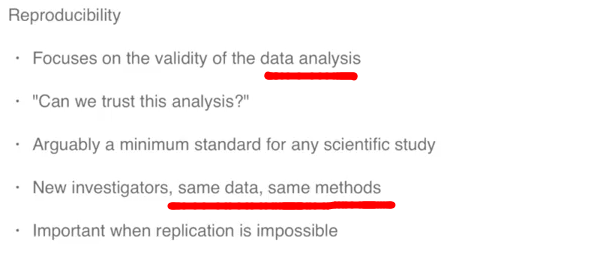 Reproducibility
· Focuses on the validity of the data analysis
· "Can we trust this analysis?"
· Arguably a minimum standard for any scientific study
· New investigators, same data, same methods
· Important when replication is impossible